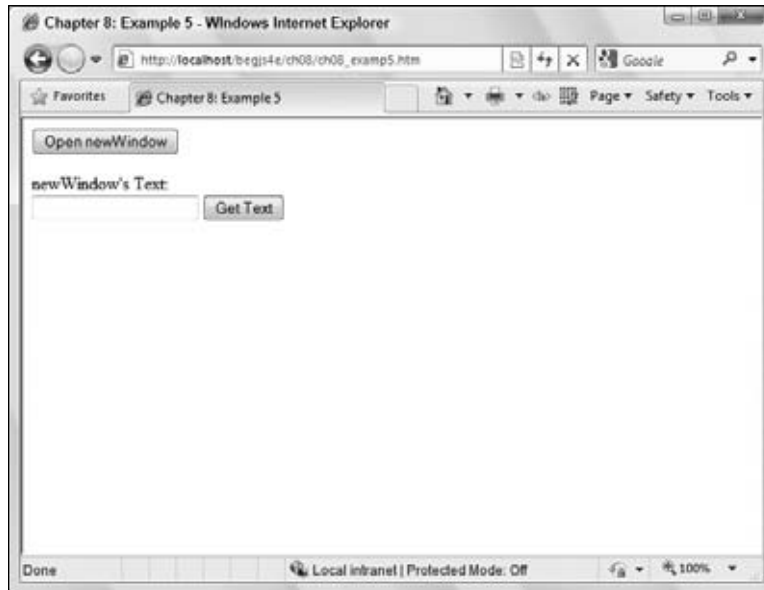 Chapter 8: Example 5 - Windows Internet Explorer
http://localhost/begjs4e/ch08/ch08_examp5.htm
Google
Favorites
Chapter 8: Example 5
Page
Safety
Tools
Open newWindow
newWindow's Text:
Get Text
Done
Local intranet | Protected Mode: Off
100%